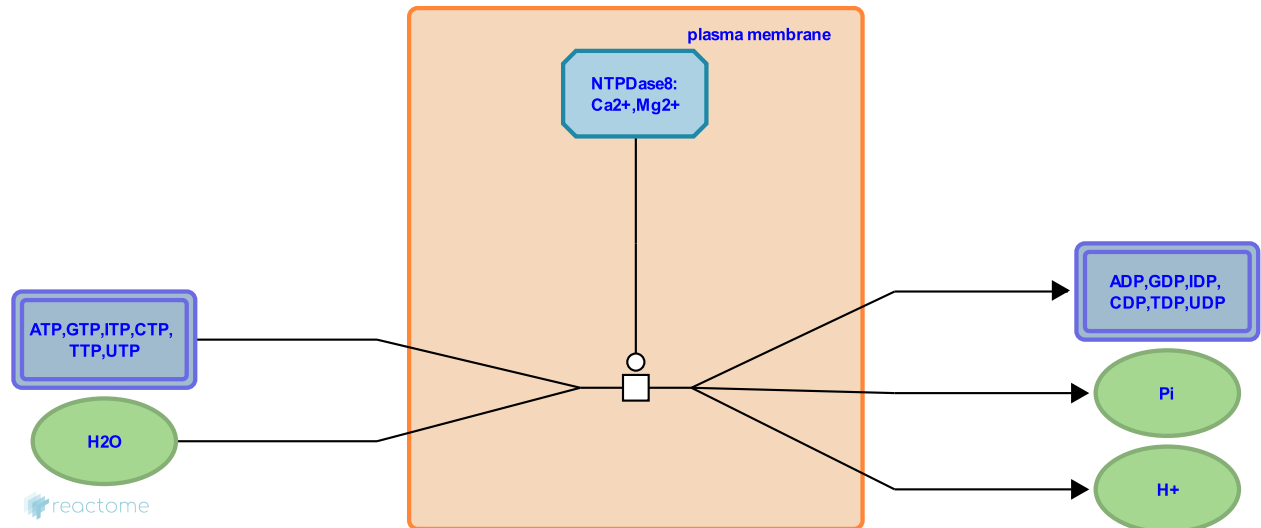 plasma membrane
NTPDase8:
Ca2+,Mg2+
ATP,GTP,ITP,CTP,
TTP,UTP
H2O
ADP,GDP,IDP,
CDP,TDP,UDP
Pi
H+
reactome